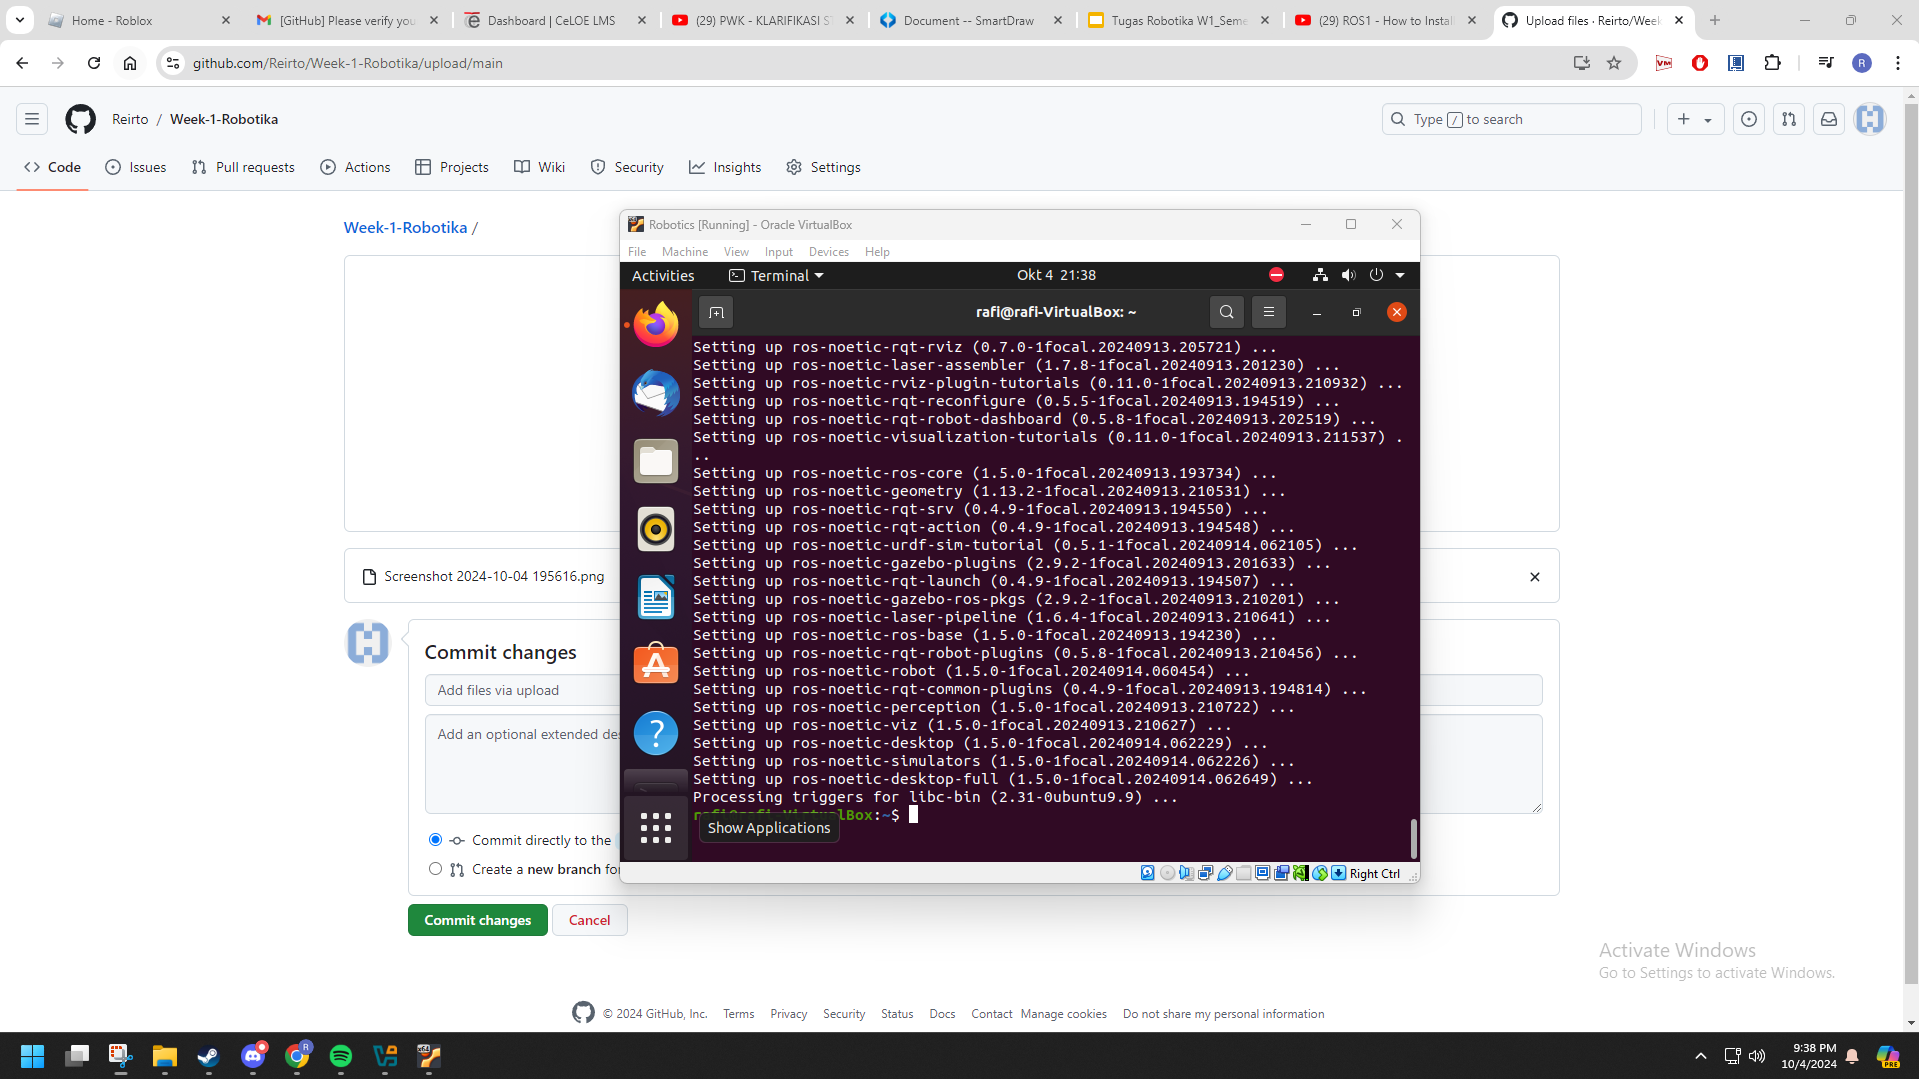 Home - Roblox
[GitHub] Please verify you
Dashboard | CeLOE LMS
(29) PWK - KLARIFIKASI S
Document -- SmartDraw
Tugas Robotika W1_Seme
(29) ROS1 - How to Instal
Upload files · Reirto/Week
github.com/Reirto/Week-1-Robotika/upload/main
Reirto / Week-1-Robotika
Type / to search
Code
Issues
Pull requests
Actions
Projects
Wiki
Security
Insights
Settings
Week-1-Robotika /
Robotics [Running] - Oracle VirtualBox
File Machine View Input Devices Help
Activities
Terminal
Okt 4 21:38
rafi@rafi-VirtualBox: ~
Setting up ros-noetic-rqt-rviz (0.7.0-1focal.20240913.205721) ...
Setting up ros-noetic-laser-assembler (1.7.8-1focal.20240913.201230) ...
Setting up ros-noetic-rviz-plugin-tutorials (0.11.0-1focal.20240913.210932) ...
Setting up ros-noetic-rqt-reconfigure (0.5.5-1focal.20240913.194519) ...
Setting up ros-noetic-rqt-robot-dashboard (0.5.8-1focal.20240913.202519) ...
Setting up ros-noetic-visualization-tutorials (0.11.0-1focal.20240913.211537) .
..
Setting up ros-noetic-ros-core (1.5.0-1focal.20240913.193734) ...
Setting up ros-noetic-geometry (1.13.2-1focal.20240913.210531) ...
Setting up ros-noetic-rqt-srv (0.4.9-1focal.20240913.194550) ...
Setting up ros-noetic-rqt-action (0.4.9-1focal.20240913.194548) ...
Setting up ros-noetic-urdf-sim-tutorial (0.5.1-1focal.20240914.062105) ...
Setting up ros-noetic-gazebo-plugins (2.9.2-1focal.20240913.201633) ...
Setting up ros-noetic-rqt-launch (0.4.9-1focal.20240913.194507) ...
Setting up ros-noetic-gazebo-ros-pkgs (2.9.2-1focal.20240913.210201) ...
Setting up ros-noetic-laser-pipeline (1.6.4-1focal.20240913.210641) ...
Setting up ros-noetic-ros-base (1.5.0-1focal.20240913.194230) ...
Setting up ros-noetic-rqt-robot-plugins (0.5.8-1focal.20240913.210456) ...
Setting up ros-noetic-robot (1.5.0-1focal.20240914.060454) ...
Setting up ros-noetic-rqt-common-plugins (0.4.9-1focal.20240913.194814) ...
Setting up ros-noetic-perception (1.5.0-1focal.20240913.210722) ...
Setting up ros-noetic-viz (1.5.0-1focal.20240913.210627) ...
Setting up ros-noetic-desktop (1.5.0-1focal.20240914.062229) ...
Setting up ros-noetic-simulators (1.5.0-1focal.20240914.062226) ...
Setting up ros-noetic-desktop-full (1.5.0-1focal.20240914.062649) ...
Processing triggers for libc-bin (2.31-0ubuntu9.9) ...
rafi@rafi-VirtualBox:~$
Show Applications
Right Ctrl
Screenshot 2024-10-04 195616.png
Commit changes
Add files via upload
Add an optional extended des
Commit directly to the
Create a new branch for
Commit changes
Cancel
Activate Windows
Go to Settings to activate Windows.
© 2024 GitHub, Inc. Terms Privacy Security Status Docs Contact Manage cookies Do not share my personal information
9:38 PM
10/4/2024